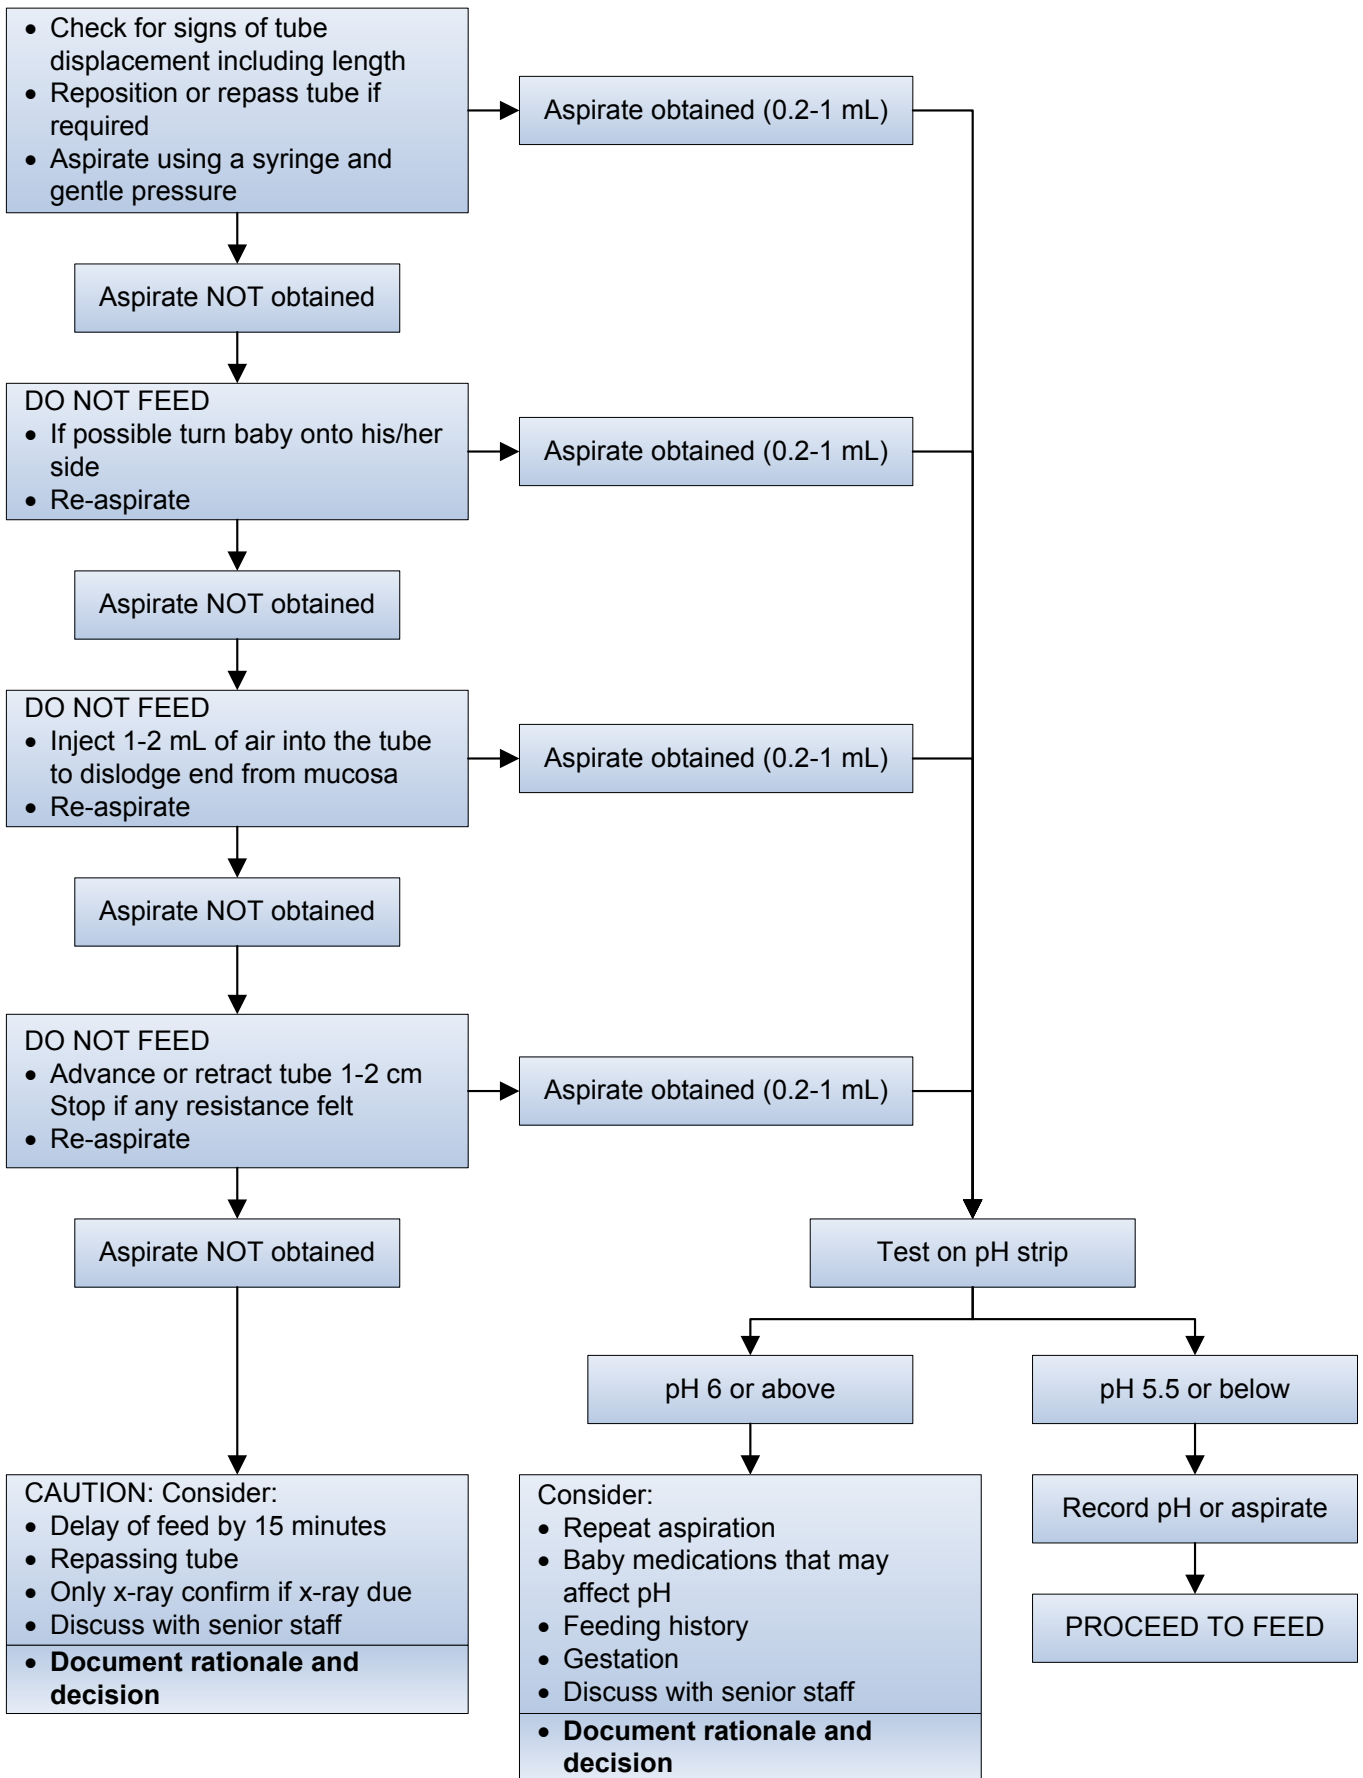 • Check for signs of tube
displacement including length
• Reposition or repass tube if
required
• Aspirate using a syringe and
gentle pressure
Aspirate obtained (0.2-1 mL)
Aspirate NOT obtained
DO NOT FEED
• If possible turn baby onto his/her
side
• Re-aspirate
Aspirate obtained (0.2-1 mL)
Aspirate NOT obtained
DO NOT FEED
• Inject 1-2 mL of air into the tube
to dislodge end from mucosa
• Re-aspirate
Aspirate obtained (0.2-1 mL)
Aspirate NOT obtained
DO NOT FEED
• Advance or retract tube 1-2 cm
Stop if any resistance felt
• Re-aspirate
Aspirate obtained (0.2-1 mL)
Aspirate NOT obtained
Test on pH strip
pH 6 or above
pH 5.5 or below
CAUTION: Consider:
• Delay of feed by 15 minutes
• Repassing tube
• Only x-ray confirm if x-ray due
• Discuss with senior staff
• Document rationale and
decision
Consider:
• Repeat aspiration
• Baby medications that may
affect pH
• Feeding history
• Gestation
• Discuss with senior staff
• Document rationale and
decision
Record pH or aspirate
PROCEED TO FEED